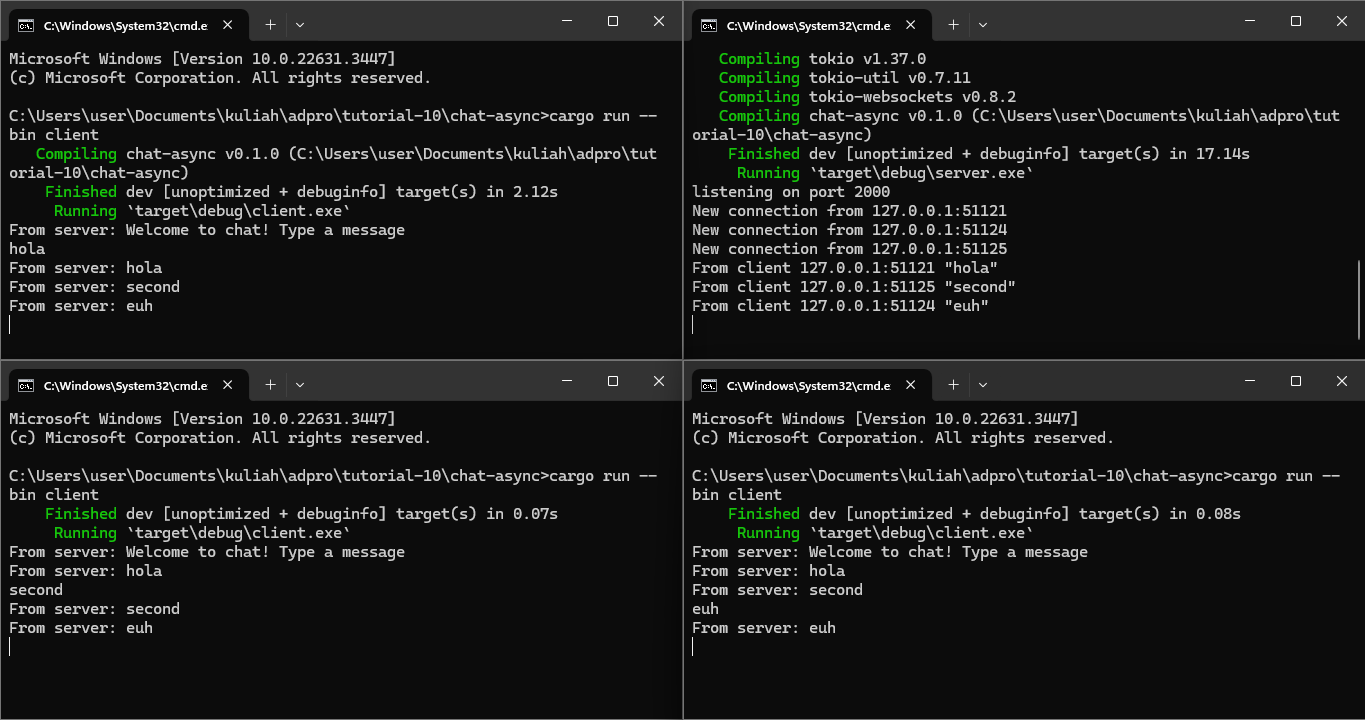 C:\Windows\System32\cmd.e
Microsoft Windows [Version 10.0.22631.3447]
(c) Microsoft Corporation. All rights reserved.
C:\Users\user\Documents\kuliah\adpro\tutorial-10\chat-async>cargo run --
bin client
Compiling chat-async v0.1.0 (C:\Users\user\Documents\kuliah\adpro\tut
orial-10\chat-async)
Finished dev [unoptimized + debuginfo] target(s) in 2.12s
Running `target\debug\client.exe`
From server: Welcome to chat! Type a message
hola
From server: hola
From server: second
From server: euh
C:\Windows\System32\cmd.e
Compiling tokio v1.37.0
Compiling tokio-util v0.7.11
Compiling tokio-websockets v0.8.2
Compiling chat-async v0.1.0 (C:\Users\user\Documents\kuliah\adpro\tut
orial-10\chat-async)
Finished dev [unoptimized + debuginfo] target(s) in 17.14s
Running `target\debug\server.exe`
listening on port 2000
New connection from 127.0.0.1:51121
New connection from 127.0.0.1:51124
New connection from 127.0.0.1:51125
From client 127.0.0.1:51121 "hola"
From client 127.0.0.1:51125 "second"
From client 127.0.0.1:51124 "euh"
C:\Windows\System32\cmd.e
Microsoft Windows [Version 10.0.22631.3447]
(c) Microsoft Corporation. All rights reserved.
C:\Users\user\Documents\kuliah\adpro\tutorial-10\chat-async>cargo run --
bin client
Finished dev [unoptimized + debuginfo] target(s) in 0.07s
Running `target\debug\client.exe`
From server: Welcome to chat! Type a message
From server: hola
second
From server: second
From server: euh
C:\Windows\System32\cmd.e
Microsoft Windows [Version 10.0.22631.3447]
(c) Microsoft Corporation. All rights reserved.
C:\Users\user\Documents\kuliah\adpro\tutorial-10\chat-async>cargo run --
bin client
Finished dev [unoptimized + debuginfo] target(s) in 0.08s
Running `target\debug\client.exe`
From server: Welcome to chat! Type a message
From server: hola
From server: second
euh
From server: euh